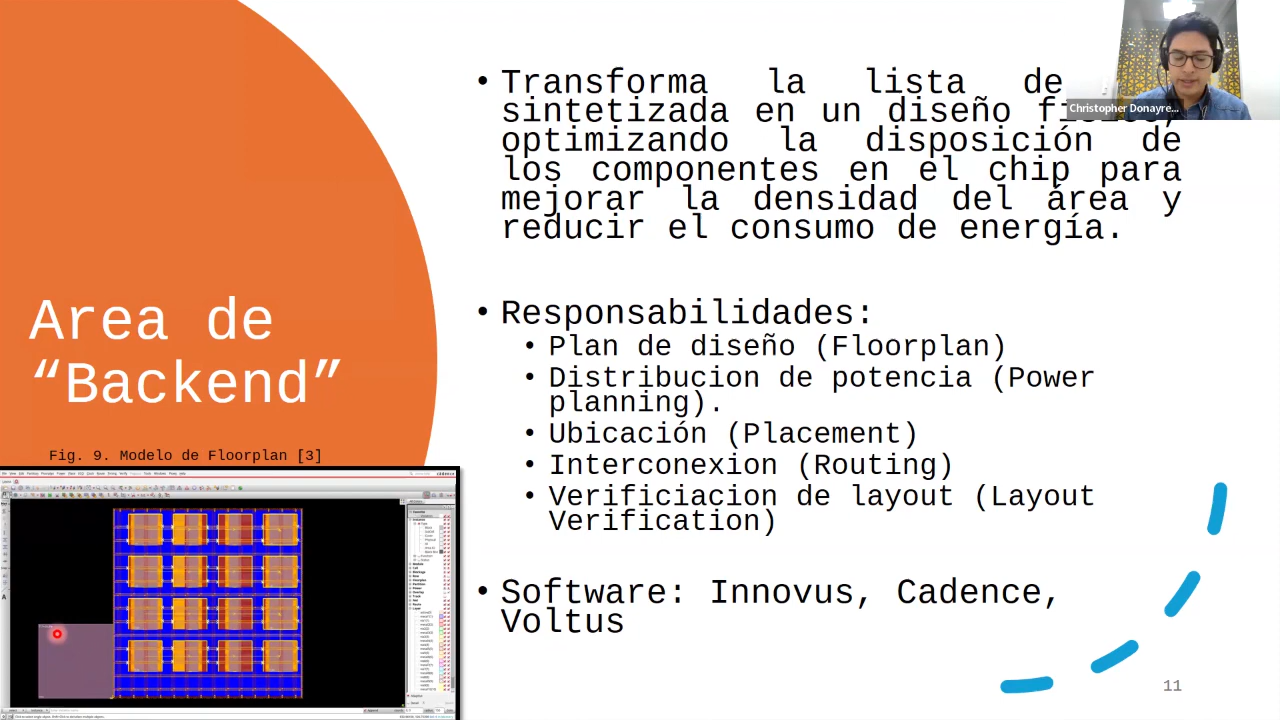 Area de
“Backend”
Fig. 9. Modelo de Floorplan [3]
• Transforma la lista de
sintetizada en un diseño
optimizando la disposición de
los componentes en el chip para
mejorar la densidad del área y
reducir el consumo de energía.
• Responsabilidades:
• Plan de diseño (Floorplan)
• Distribucion de potencia (Power
planning).
• Ubicación (Placement)
• Interconexion (Routing)
• Verificiacion de layout (Layout
Verification)
• Software: Innovus, Cadence,
Voltus
Christopher Donayre...
11